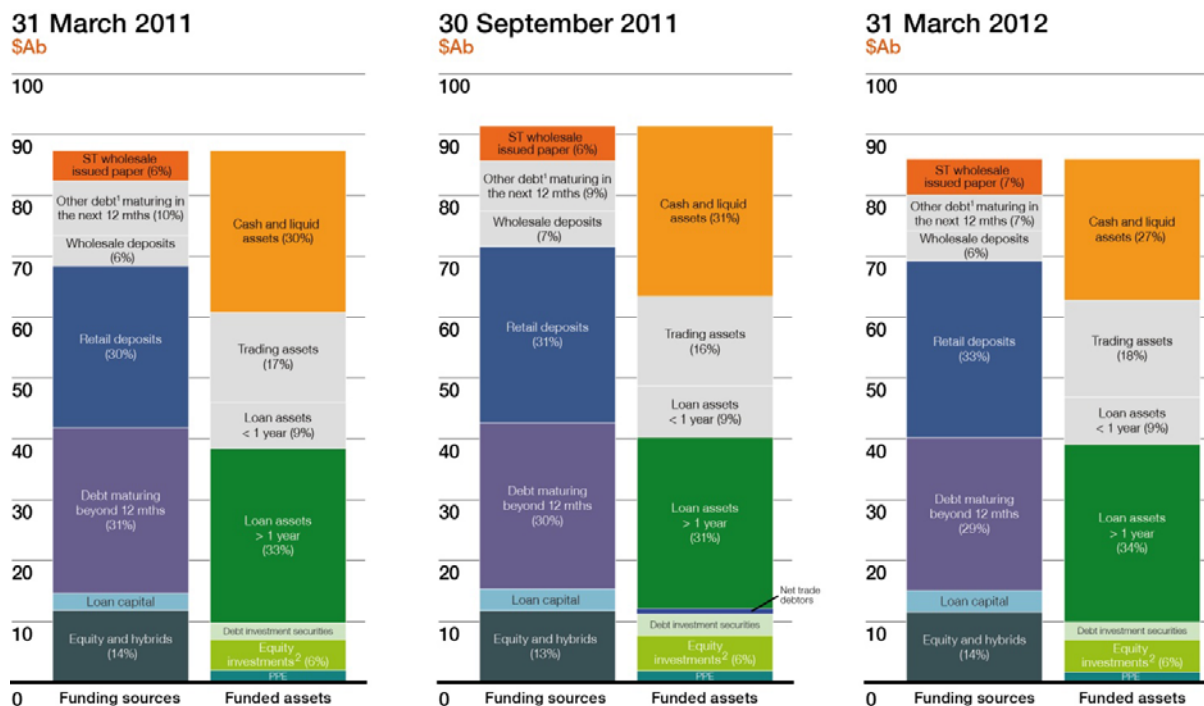 31 March 2011
$Ab
100
90
80
70
60
50
40
30
20
10
0
ST wholesale
issued paper (6%)
Other debt¹ maturing in
the next 12 mths (10%)
Wholesale deposits
(6%)
Retail deposits
(30%)
Debt maturing
beyond 12 mths
(31%)
Loan capital
Equity and hybrids
(14%)
Funding sources
Cash and liquid
assets (30%)
Trading assets
(17%)
Loan assets
< 1 year (9%)
Loan assets
> 1 year
(33%)
Debt investment securities
Equity
investments² (6%)
PPE
Funded assets
30 September 2011
$Ab
100
90
80
70
60
50
40
30
20
10
0
ST wholesale
issued paper (6%)
Other debt¹ maturing in
the next 12 mths (9%)
Wholesale deposits
(7%)
Retail deposits
(31%)
Debt maturing
beyond 12 mths
(30%)
Loan capital
Equity and hybrids
(13%)
Funding sources
Cash and liquid
assets (31%)
Trading assets
(16%)
Loan assets
< 1 year (9%)
Loan assets
> 1 year
(31%)
Net trade
debtors
Debt investment securities
Equity
investments² (6%)
PPE
Funded assets
31 March 2012
$Ab
100
90
80
70
60
50
40
30
20
10
0
ST wholesale
issued paper (7%)
Other debt¹ maturing in
the next 12 mths (7%)
Wholesale deposits
(6%)
Retail deposits
(33%)
Debt maturing
beyond 12 mths
(29%)
Loan capital
Equity and hybrids
(14%)
Funding sources
Cash and liquid
assets (27%)
Trading assets
(18%)
Loan assets
< 1 year (9%)
Loan assets
> 1 year
(34%)
Debt investment securities
Equity
investments² (6%)
PPE
Funded assets